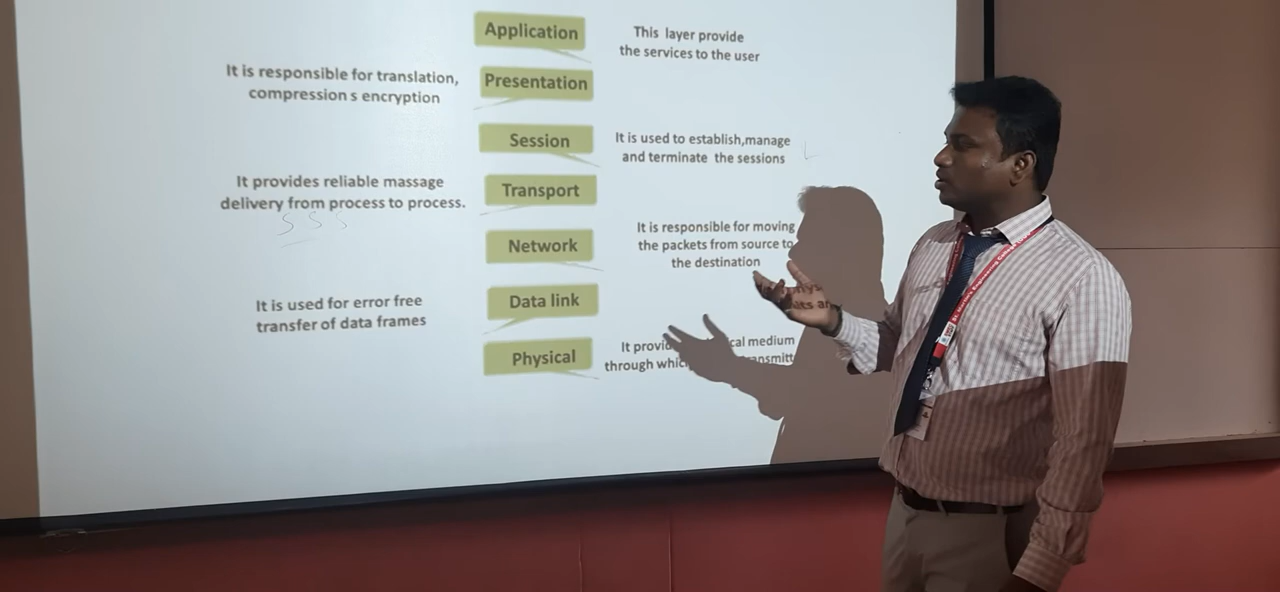 Application
This layer provide
the services to the user
It is responsible for translation,
compression s encryption
Presentation
Session
It is used to establish,manage
and terminate the sessions
It provides reliable massage
delivery from process to process.
Transport
SSS
Network
It is responsible for moving
the packets from source to
the destination
It is used for error free
transfer of data frames
Data link
Physical
It medium
through